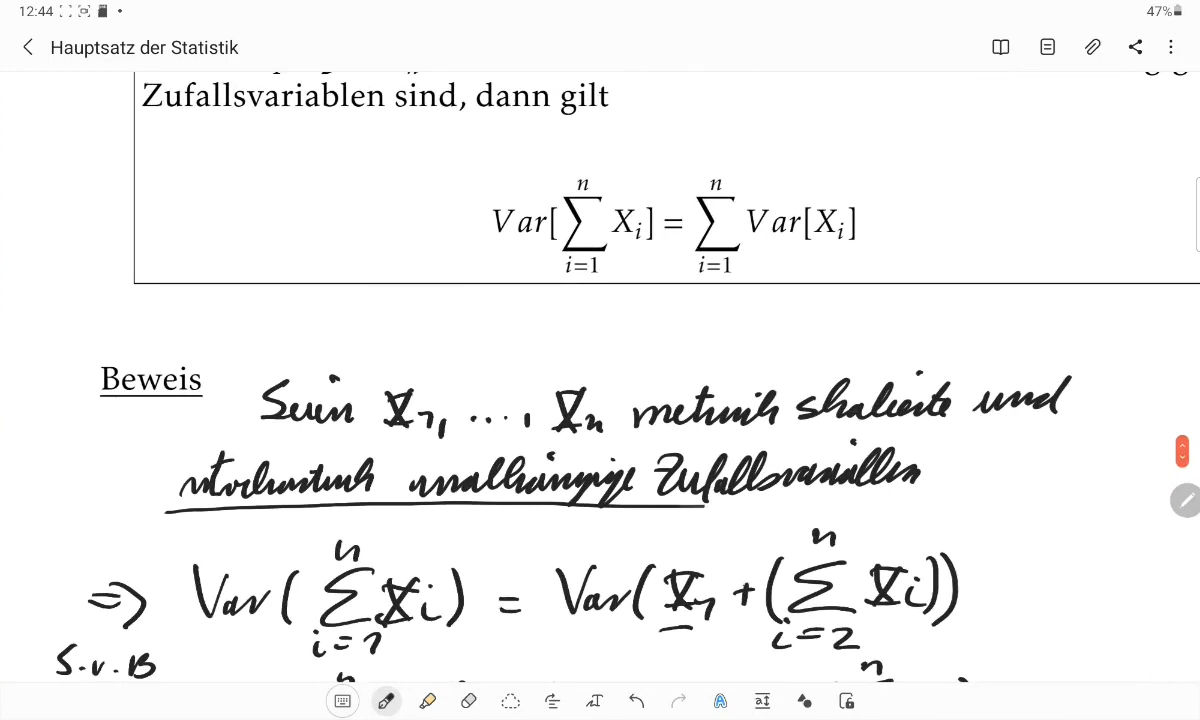 12:44 47%
Hauptsatz der Statistik
Zufallsvariablen sind, dann gilt
Var[∑_{i=1}^{n} X_i] = ∑_{i=1}^{n} Var[X_i]
Beweis Seien X_1, ..., X_n metrisch skalierte und
stochastisch unabhängige Zufallsvariablen
=> Var(∑_{i=1}^{n} X_i) = Var(X_1 + (∑_{i=2}^{n} X_i))
S.v.B